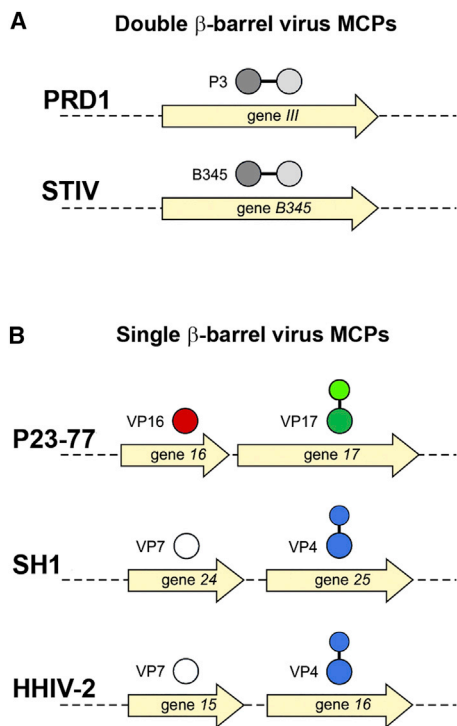 A
Double β-barrel virus MCPs
P3
PRD1
gene III
B345
STIV
gene B345
B
Single β-barrel virus MCPs
VP16
VP17
P23-77
gene 16
gene 17
VP7
VP4
SH1
gene 24
gene 25
VP7
VP4
HHIV-2
gene 15
gene 16